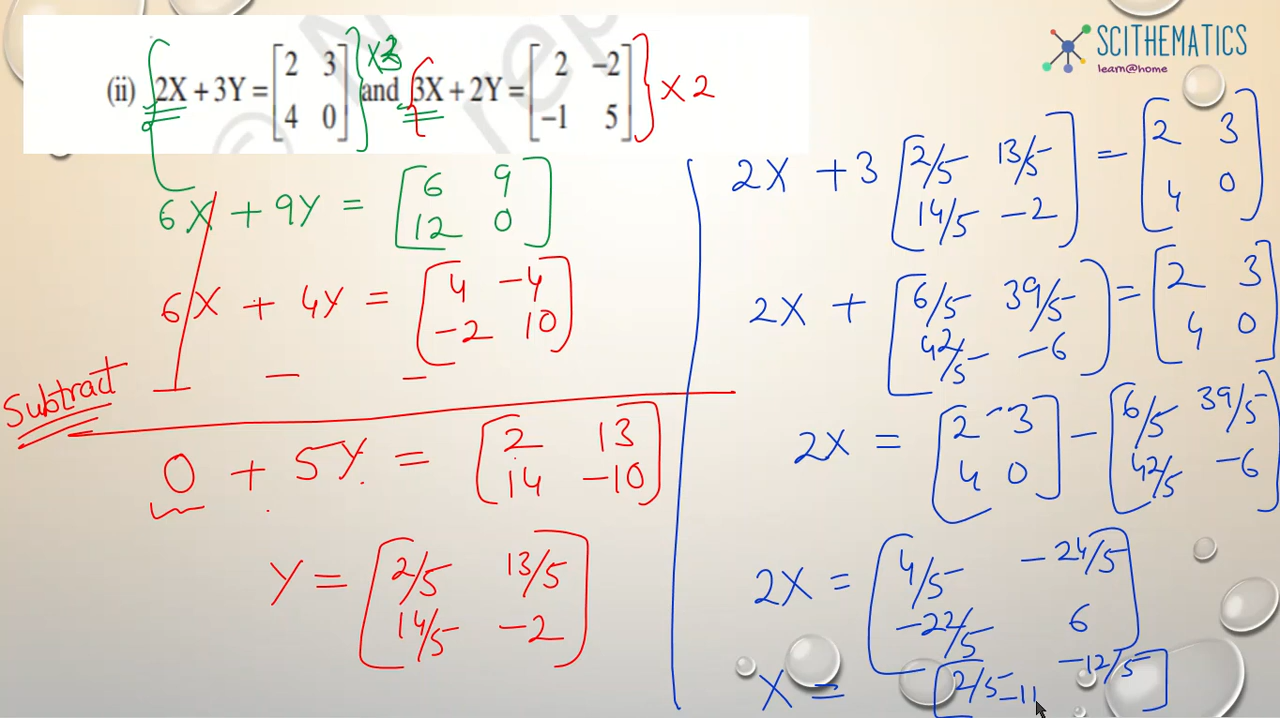 SCITHEMATICS
learn@home
(ii) 2X + 3Y = [2 3
4 0] ×3 and 3X + 2Y = [2 −2
−1 5] ×2
6X + 9Y = [6 9
12 0]
6X + 4Y = [4 −4
−2 10]
Subtract − − −
0 + 5Y = [2 13
14 −10]
Y = [2/5 13/5
14/5 −2]
2X + 3 [2/5 13/5
14/5 −2] = [2 3
4 0]
2X + [6/5 39/5
42/5 −6] = [2 3
4 0]
2X = [2 3
4 0] − [6/5 39/5
42/5 −6]
2X = [4/5 −24/5
−22/5 6]
X = [2/5 −12/5
−11